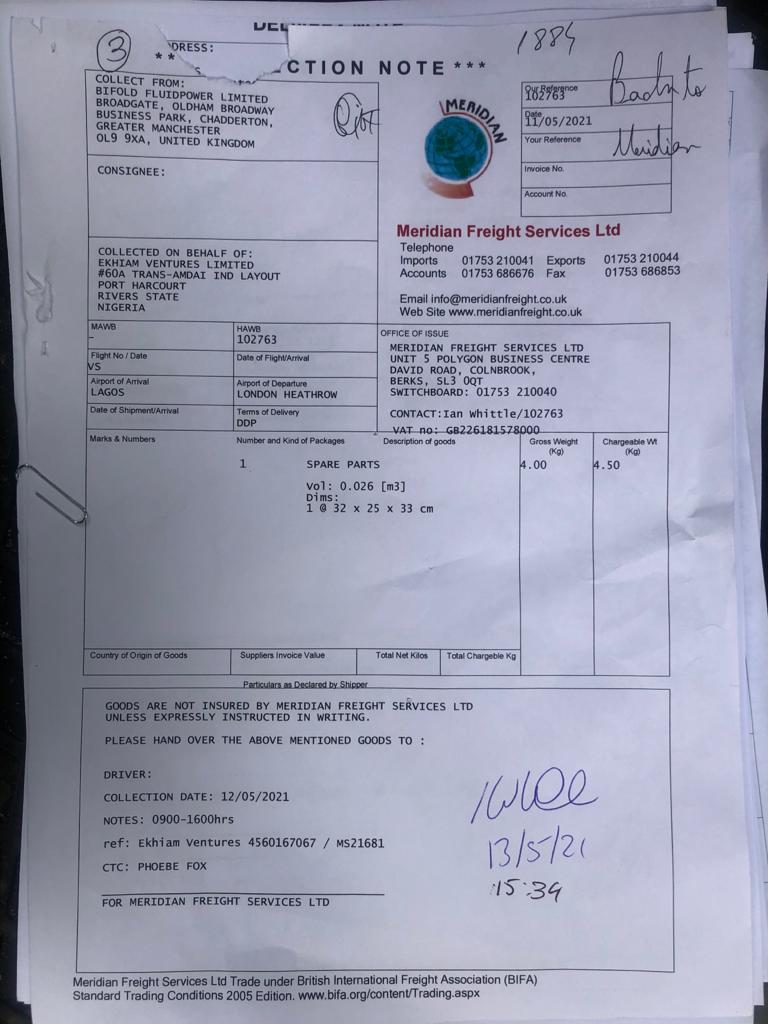 3
1884
DRESS:
**
CTION NOTE ***
COLLECT FROM:
BIFOLD FLUIDPOWER LIMITED
BROADGATE, OLDHAM BROADWAY
BUSINESS PARK, CHADDERTON,
GREATER MANCHESTER
OL9 9XA, UNITED KINGDOM
CONSIGNEE:
MERIDIAN
Our Reference
102763
Date
11/05/2021
Your Reference
Invoice No.
Account No.
Back to
Meridian
Meridian Freight Services Ltd
Telephone
Imports 01753 210041 Exports 01753 210044
Accounts 01753 686676 Fax 01753 686853
Email info@meridianfreight.co.uk
Web Site www.meridianfreight.co.uk
COLLECTED ON BEHALF OF:
EKHIAM VENTURES LIMITED
#60A TRANS-AMDAI IND LAYOUT
PORT HARCOURT
RIVERS STATE
NIGERIA
MAWB
-
HAWB
102763
Flight No / Date
VS
Date of Flight/Arrival
Airport of Arrival
LAGOS
Airport of Departure
LONDON HEATHROW
Date of Shipment/Arrival
Terms of Delivery
DDP
OFFICE OF ISSUE
MERIDIAN FREIGHT SERVICES LTD
UNIT 5 POLYGON BUSINESS CENTRE
DAVID ROAD, COLNBROOK,
BERKS, SL3 0QT
SWITCHBOARD: 01753 210040
CONTACT:Ian Whittle/102763
VAT no: GB226181578000
Marks & Numbers Number and Kind of Packages Description of goods Gross Weight (Kg) Chargeable Wt (Kg)
1 SPARE PARTS 4.00 4.50
Vol: 0.026 [m3]
Dims:
1 @ 32 x 25 x 33 cm
Country of Origin of Goods Suppliers Invoice Value Total Net Kilos Total Chargeable Kg
Particulars as Declared by Shipper
GOODS ARE NOT INSURED BY MERIDIAN FREIGHT SERVICES LTD
UNLESS EXPRESSLY INSTRUCTED IN WRITING.
PLEASE HAND OVER THE ABOVE MENTIONED GOODS TO :
DRIVER:
COLLECTION DATE: 12/05/2021
NOTES: 0900-1600hrs
ref: Ekhiam Ventures 4560167067 / MS21681
CTC: PHOEBE FOX
FOR MERIDIAN FREIGHT SERVICES LTD
13/5/21
15:39
Meridian Freight Services Ltd Trade under British International Freight Association (BIFA)
Standard Trading Conditions 2005 Edition. www.bifa.org/content/Trading.aspx